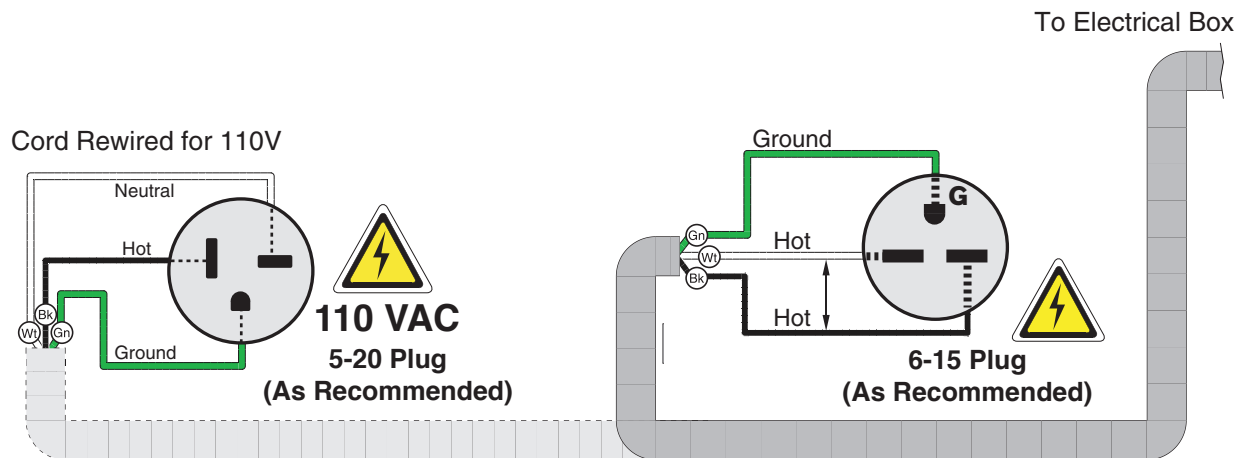 To Electrical Box
Cord Rewired for 110V
Neutral
Hot
Bk
Wt
Gn
Ground
110 VAC
5-20 Plug
(As Recommended)
Ground
G
Gn
Hot
Wt
Bk
Hot
6-15 Plug
(As Recommended)